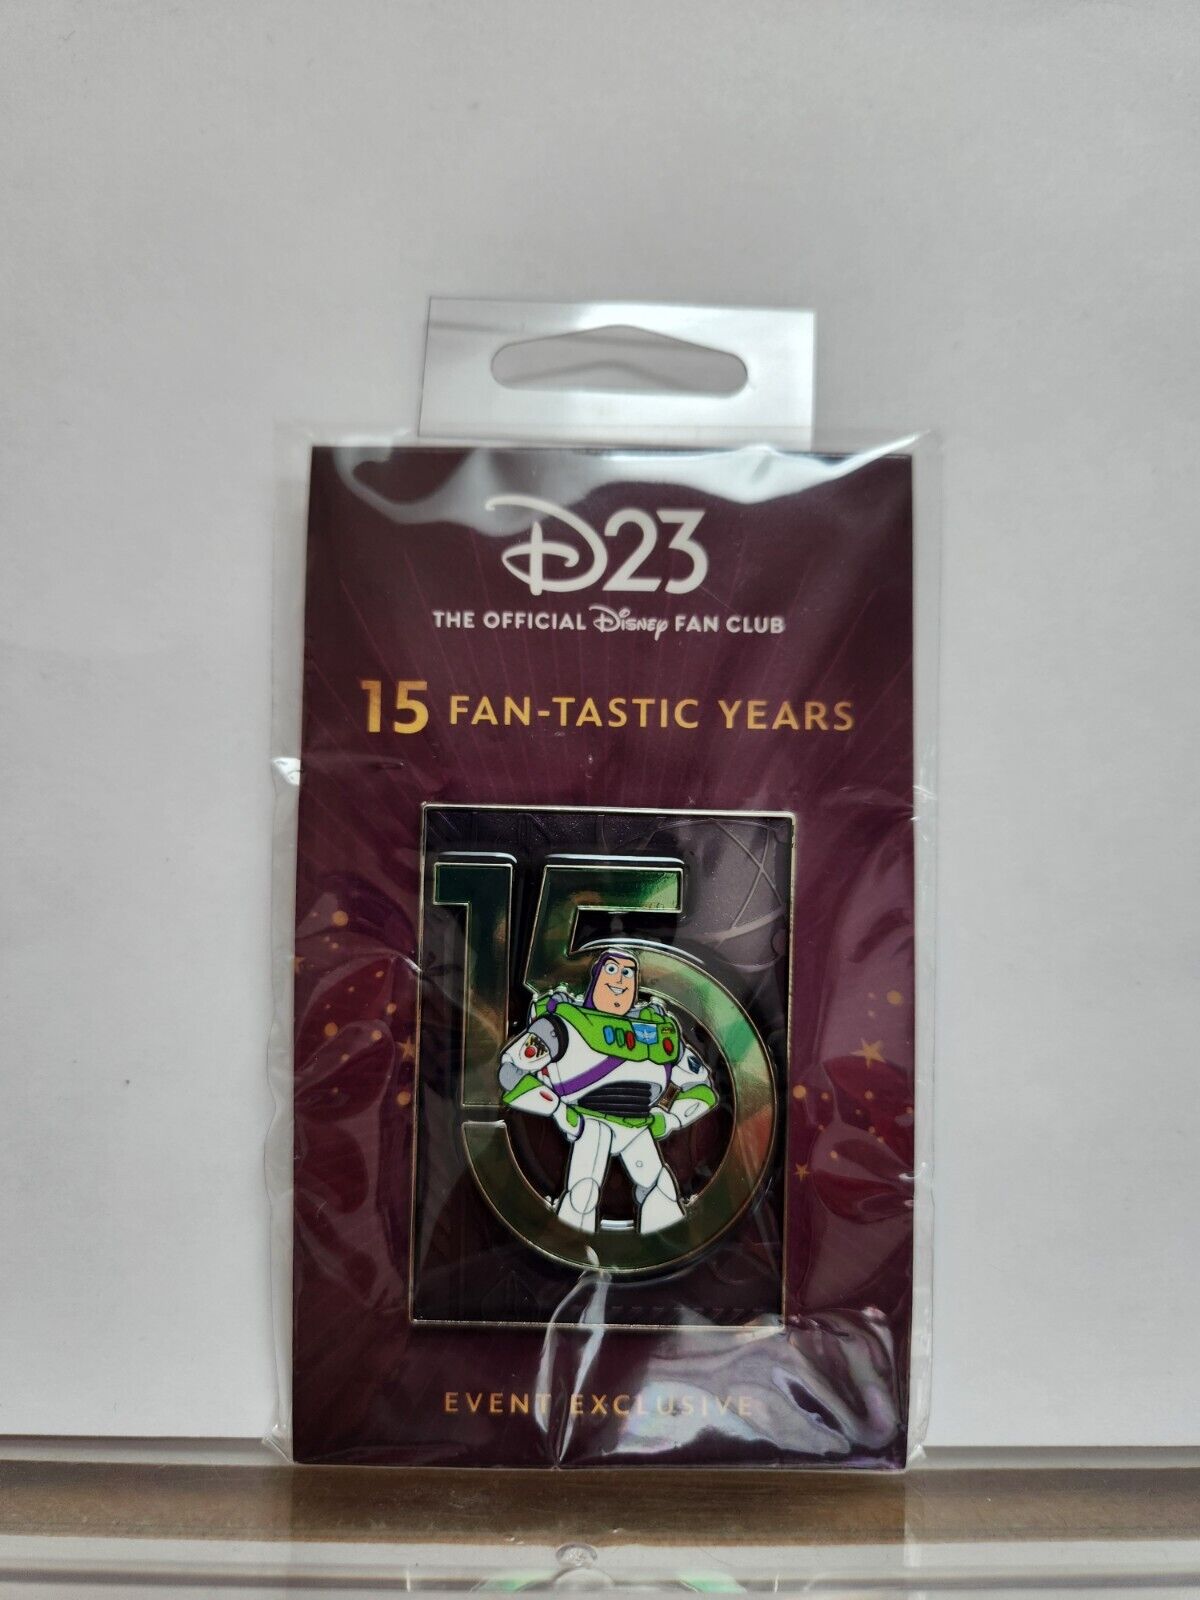 D23
THE OFFICIAL Disney FAN CLUB
15 FAN-TASTIC YEARS
15
EVENT EXCLUSIVE